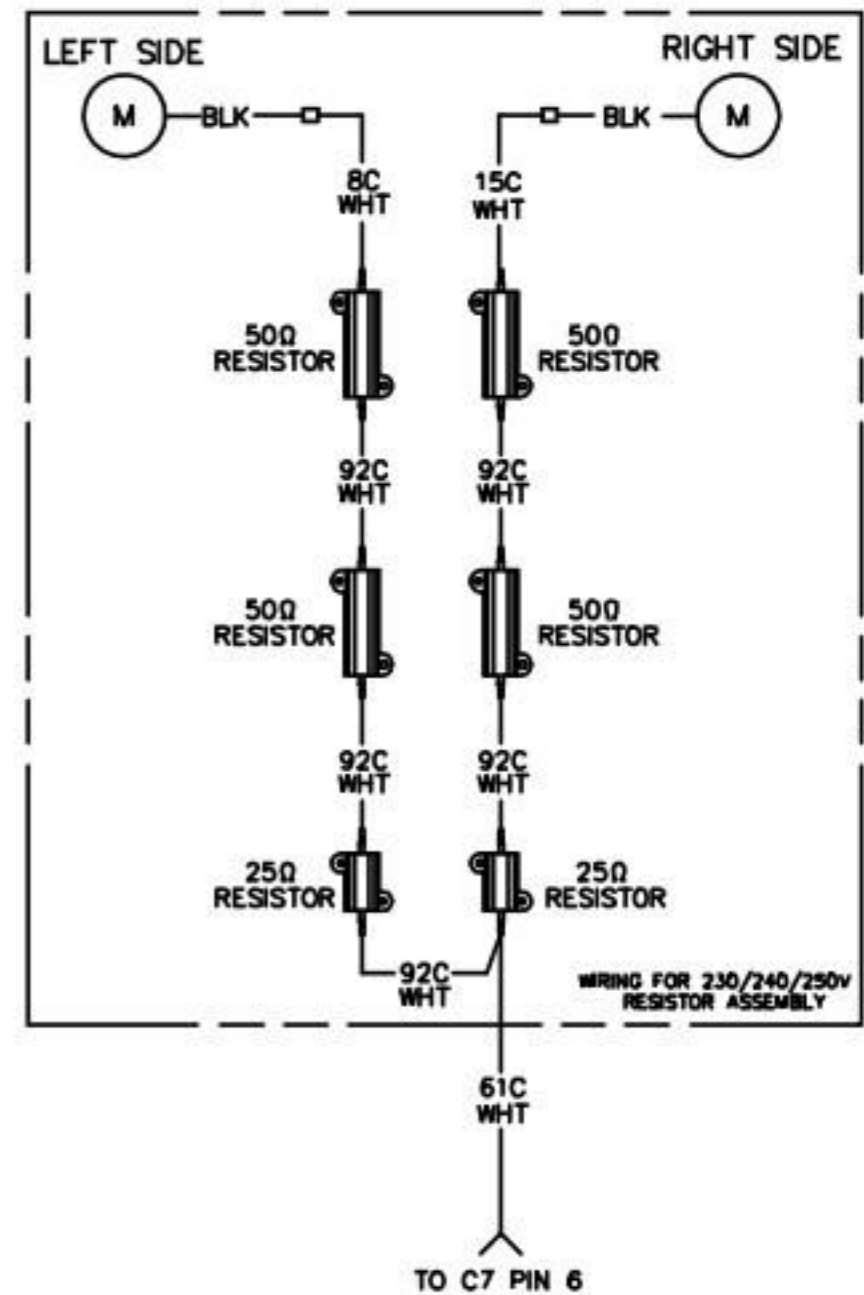 LEFT SIDE
RIGHT SIDE
M
BLK
BLK
M
8C
WHT
15C
WHT
50Ω
RESISTOR
50Ω
RESISTOR
92C
WHT
92C
WHT
50Ω
RESISTOR
50Ω
RESISTOR
92C
WHT
92C
WHT
25Ω
RESISTOR
25Ω
RESISTOR
92C
WHT
WIRING FOR 230/240/250V
RESISTOR ASSEMBLY
61C
WHT
TO C7 PIN 6